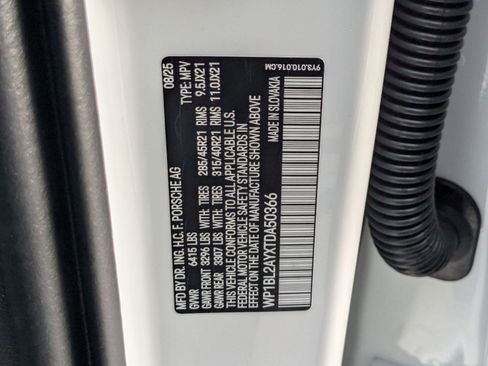 MFD BY DR. ING. H.C. F. PORSCHE AG 08/25
GVWR 6415 LBS TYPE: MPV
GAWR FRONT 3296 LBS WITH: TIRES 285/45R21 RIMS 9.5JX21
GAWR REAR 3807 LBS WITH: TIRES 315/40R21 RIMS 11.0JX21
THIS VEHICLE CONFORMS TO ALL APPLICABLE U.S.
FEDERAL MOTOR VEHICLE SAFETY STANDARDS IN
EFFECT ON THE DATE OF MANUFACTURE SHOWN ABOVE
WP1BL2AYXTDA50366 MADE IN SLOVAKIA
9Y3.010.016.CM